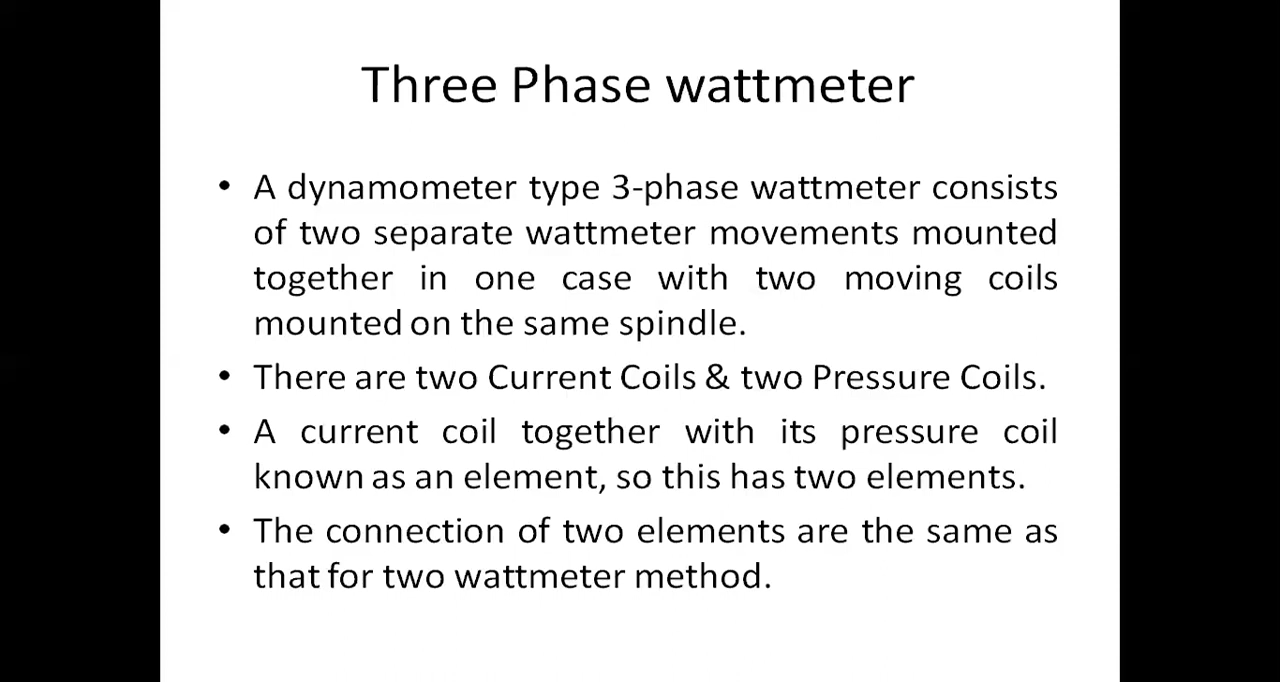 Three Phase wattmeter
• A dynamometer type 3-phase wattmeter consists
of two separate wattmeter movements mounted
together in one case with two moving coils
mounted on the same spindle.
• There are two Current Coils & two Pressure Coils.
• A current coil together with its pressure coil
known as an element, so this has two elements.
• The connection of two elements are the same as
that for two wattmeter method.